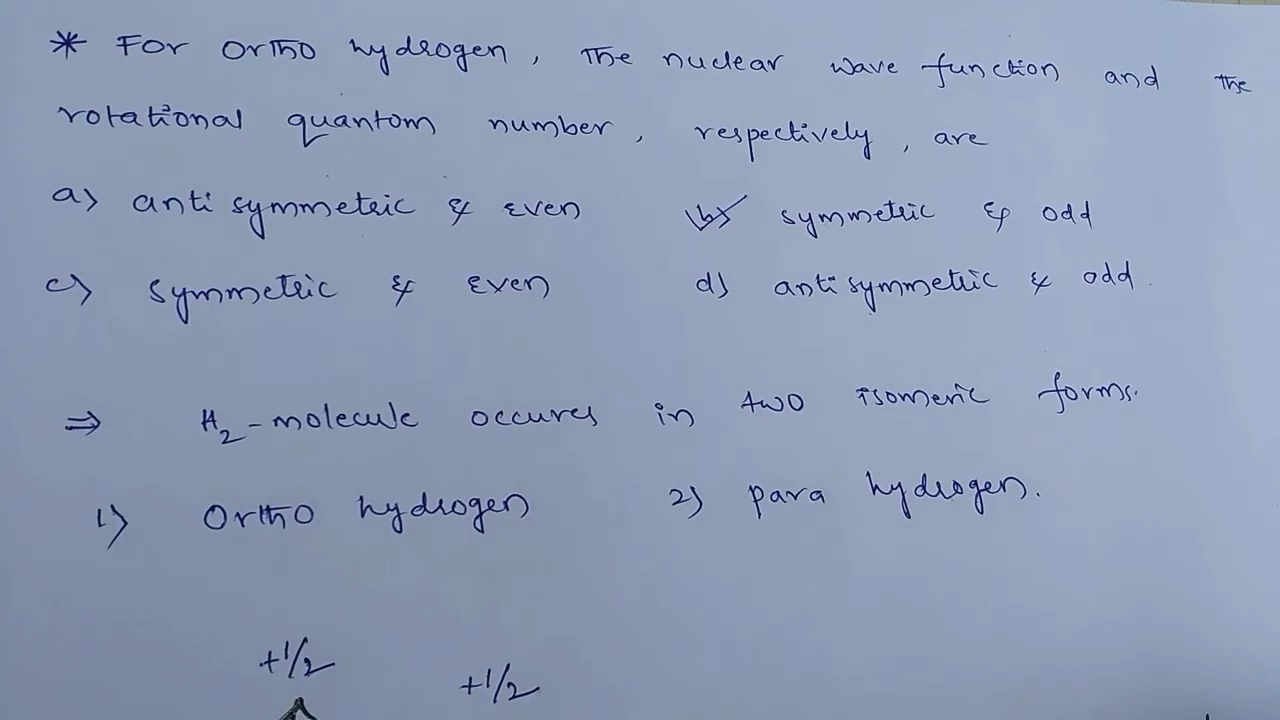 * For ortho hydrogen, the nuclear wave function and the
rotational quantom number, respectively, are
a) anti symmetric & even (b) symmetric & odd
c) symmetric & even d) anti symmetric & odd.
⇒ H₂-molecule occures in two isomeric forms.
1) Ortho hydrogen 2) para hydrogen.
+1/2 +1/2